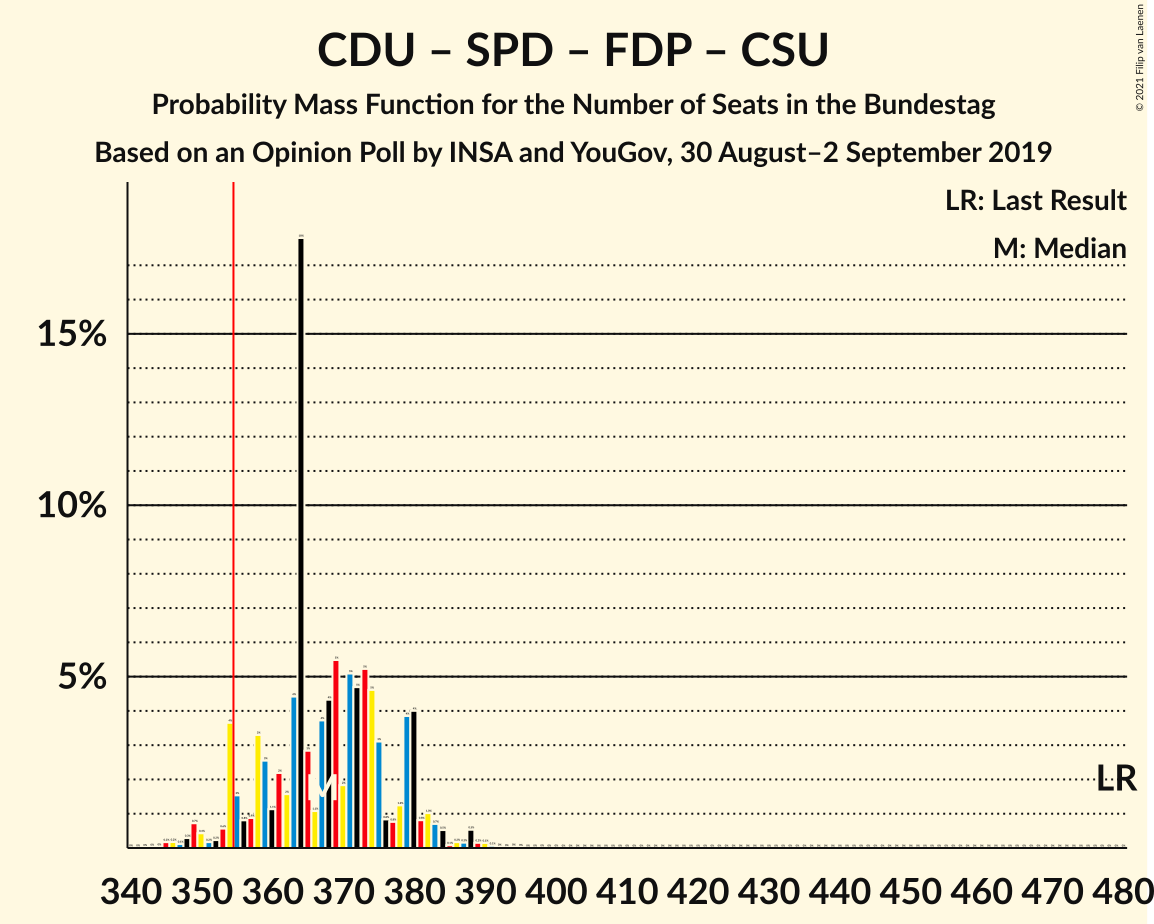 CDU – SPD – FDP – CSU
Probability Mass Function for the Number of Seats in the Bundestag
Based on an Opinion Poll by INSA and YouGov, 30 August–2 September 2019
© 2021 Filip van Laenen
LR: Last Result
M: Median
15%
10%
5%
M
LR
340 350 360 370 380 390 400 410 420 430 440 450 460 470 480